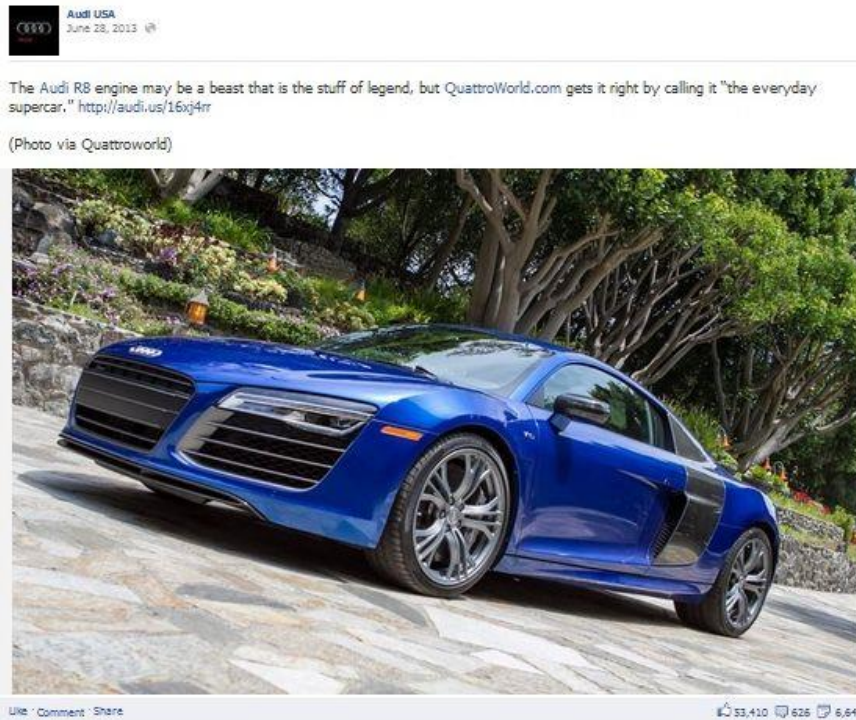 Audi USA
June 28, 2013
The Audi R8 engine may be a beast that is the stuff of legend, but QuattroWorld.com gets it right by calling it "the everyday
supercar." http://audi.us/16xj4rr
(Photo via Quattroworld)
Like · Comment · Share
53,410 626 6,64